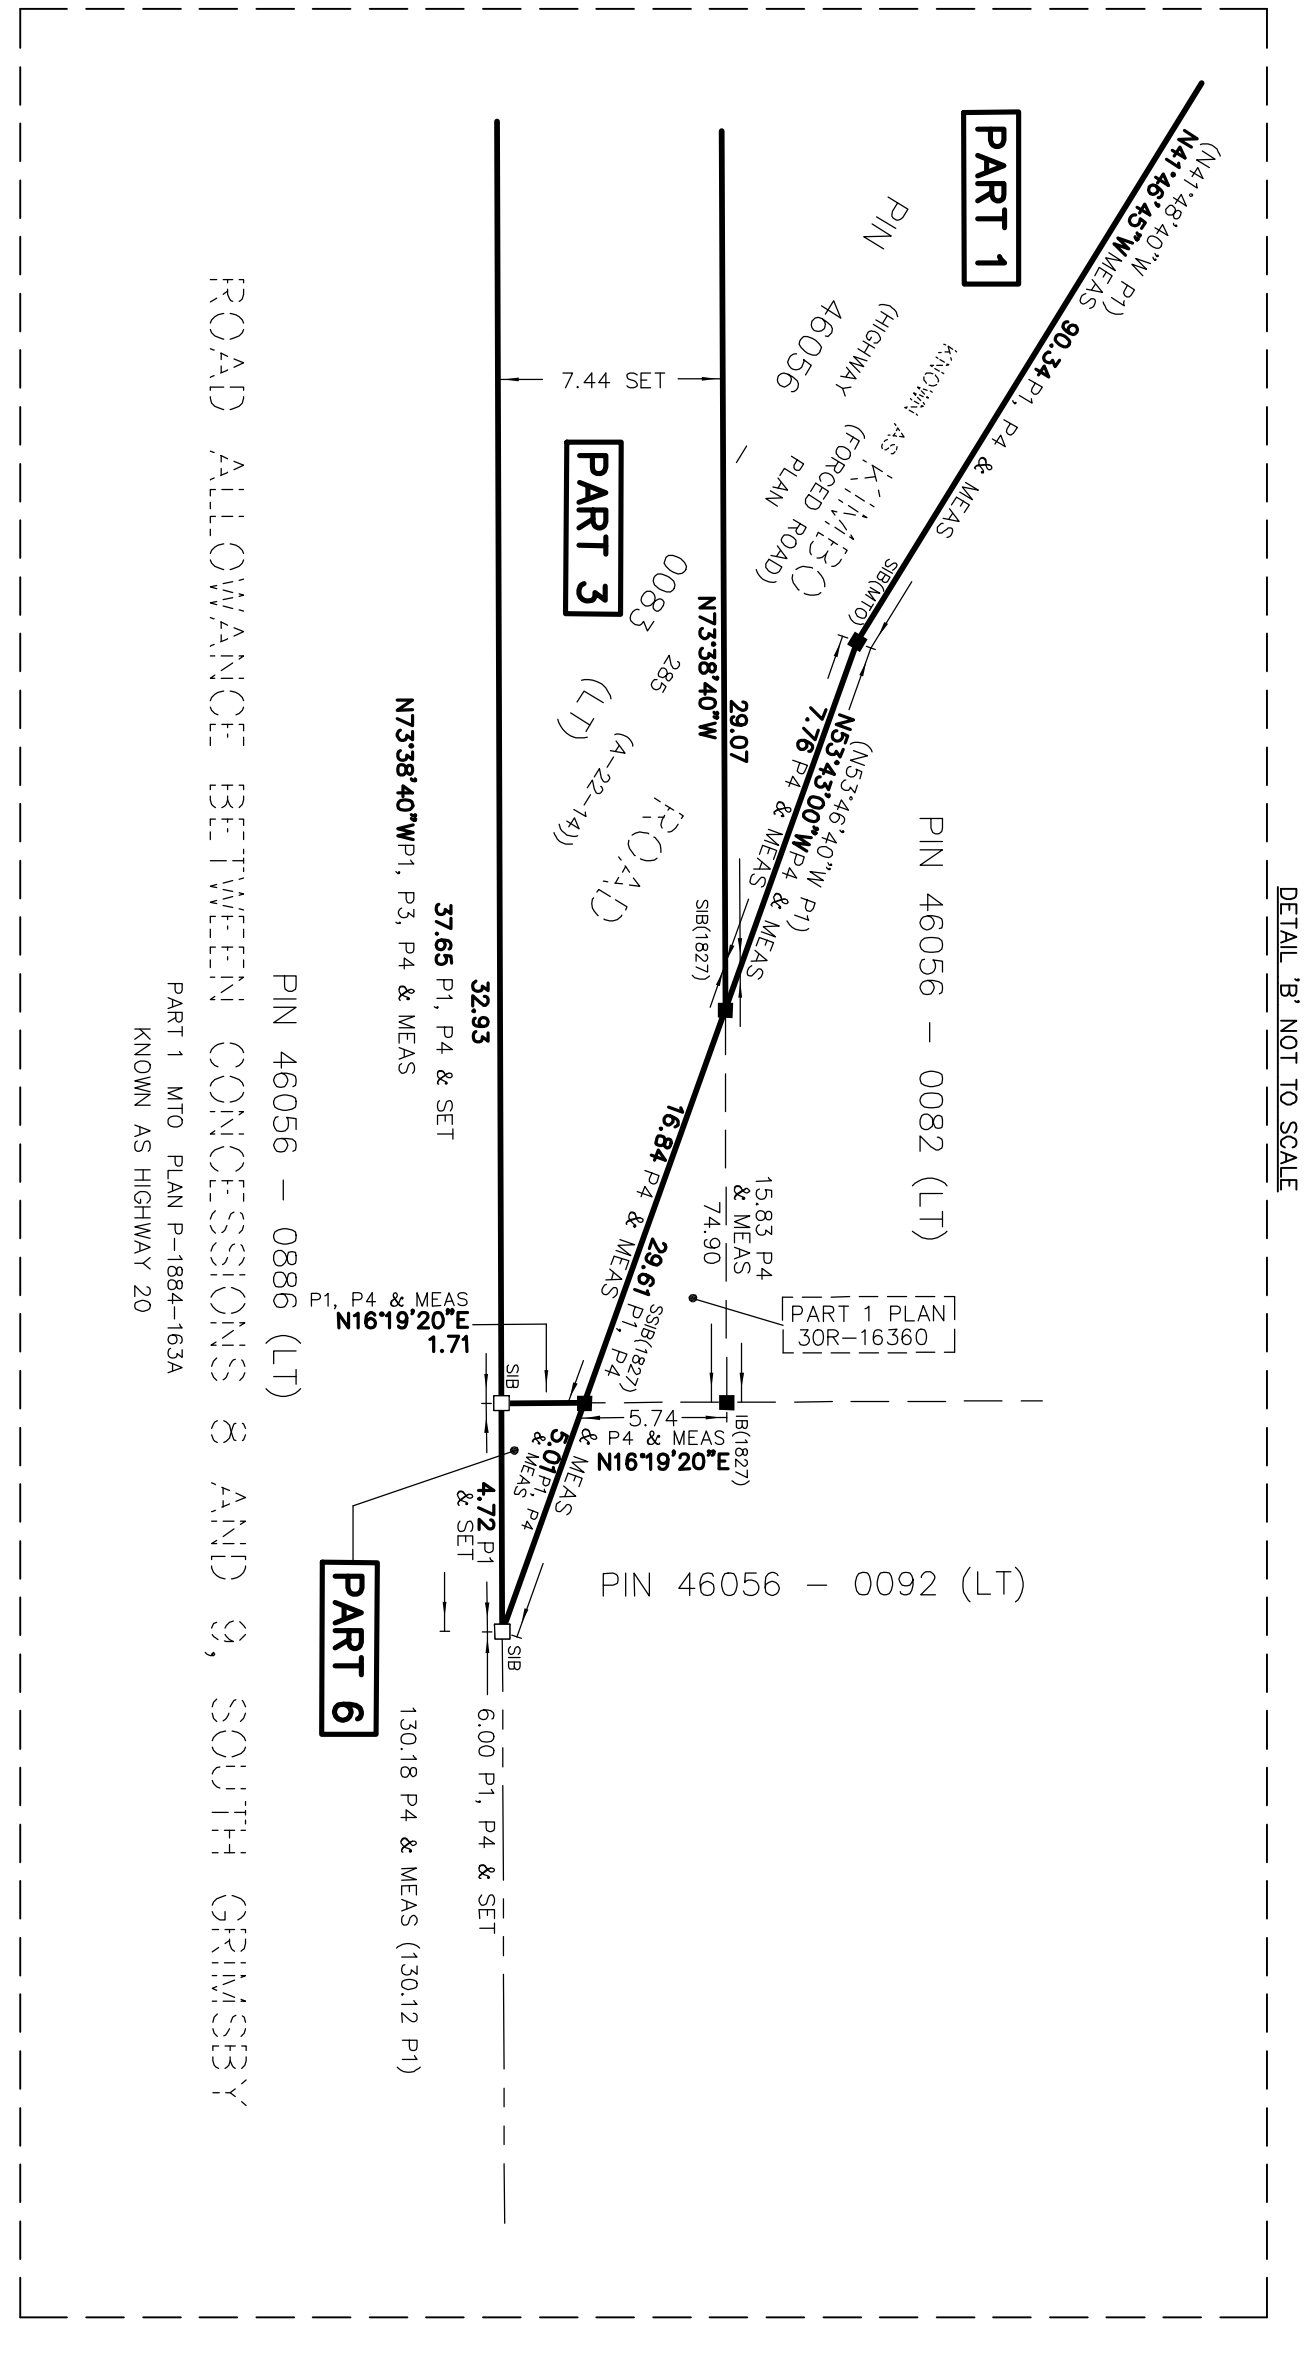 DETAIL 'B' NOT TO SCALE
(N41°48'40"W P1)
N41°46'45"W MEAS
90.34 P1, P4 & MEAS
PART 1
PIN 46056 0083 (LT)
KNOWN AS KIMBO ROAD
(HIGHWAY PLAN 285 (A-22-14))
(FORCED ROAD)
SIB(MTO)
PIN 46056 - 0082 (LT)
(N53°46'40"W P1)
N53°43'00"W P4 & MEAS
7.76 P4 & MEAS
29.07
N73°38'40"W
7.44 SET
PART 3
SIB(1827)
15.83 P4
& MEAS
74.90
PART 1 PLAN
30R-16360
16.84 P4 & MEAS
29.61 P1, P4 & MEAS
SSIB(1827)
IB(1827)
5.74
P4 & MEAS
N16°19'20"E
32.93
37.65 P1, P4 & SET
N73°38'40"W P1, P3, P4 & MEAS
P1, P4 & MEAS
N16°19'20"E
1.71
SIB
5.01 P1, P4
& MEAS
4.72 P1
& SET
SIB
PART 6
PIN 46056 - 0092 (LT)
6.00 P1, P4 & SET
130.18 P4 & MEAS (130.12 P1)
PIN 46056 - 0886 (LT)
ROAD ALLOWANCE BETWEEN CONCESSIONS 8 AND 9, SOUTH GRIMSBY
PART 1 MTO PLAN P-1884-163A
KNOWN AS HIGHWAY 20